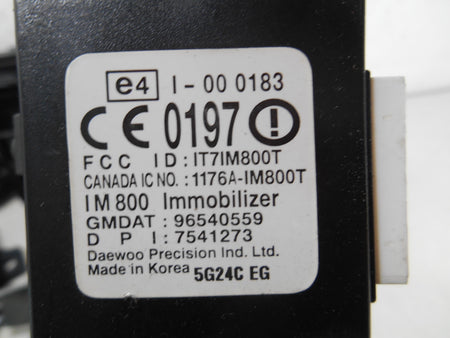 e4 I-00 0183
CE 0197 !
FCC ID : IT7IM800T
CANADA IC NO. : 1176A-IM800T
IM 800 Immobilizer
GMDAT : 96540559
D P I : 7541273
Daewoo Precision Ind. Ltd.
Made in Korea 5G24C EG